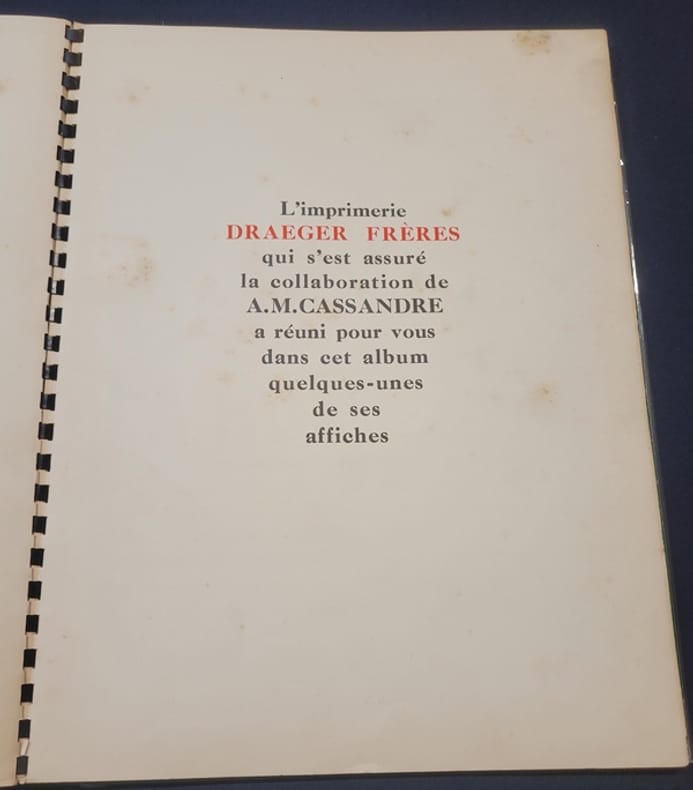 L'imprimerie
DRAEGER FRÈRES
qui s'est assuré
la collaboration de
A.M.CASSANDRE
a réuni pour vous
dans cet album
quelques-unes
de ses
affiches